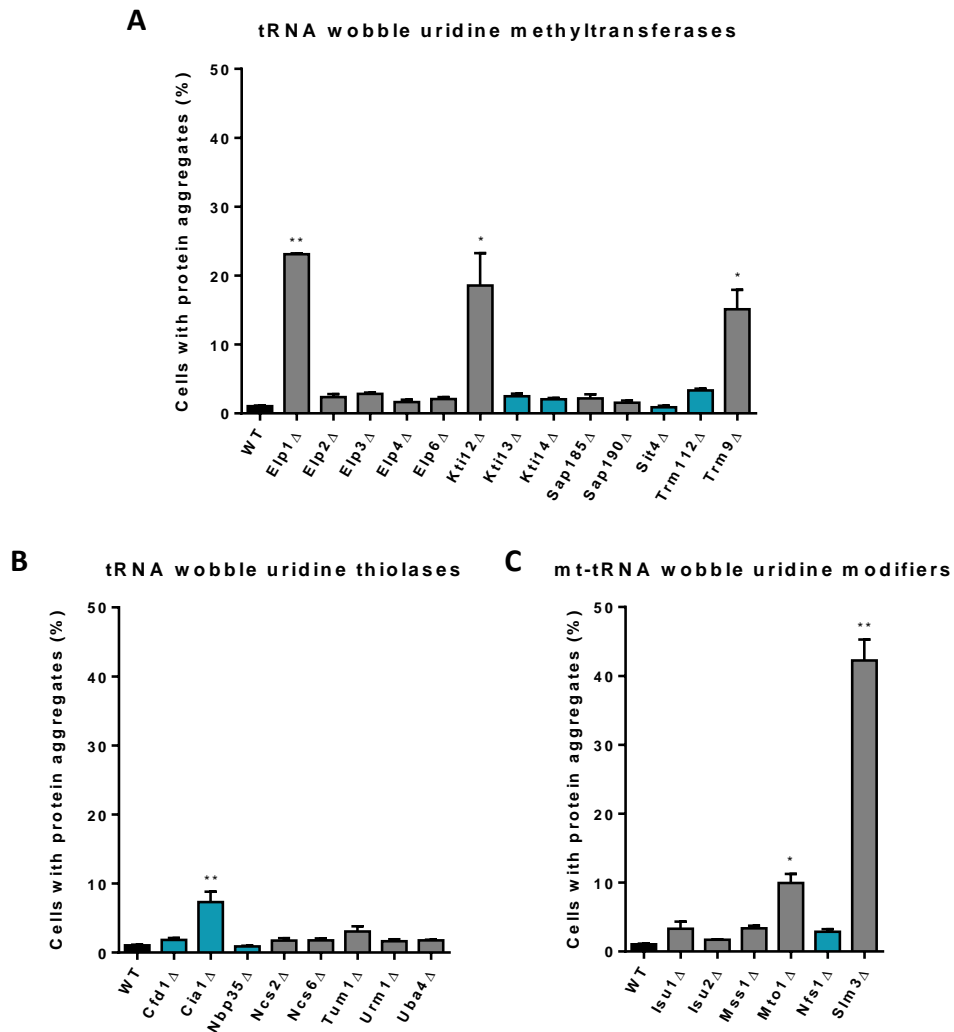 A
tRNA wobble uridine methyltransferases
Cells with protein aggregates (%)
50
40
30
20
10
0
**
*
*
WT
Elp1Δ
Elp2Δ
Elp3Δ
Elp4Δ
Elp6Δ
Kti12Δ
Kti13Δ
Kti14Δ
Sap185Δ
Sap190Δ
Sit4Δ
Trm112Δ
Trm9Δ
B
tRNA wobble uridine thiolases
Cells with protein aggregates (%)
50
40
30
20
10
0
**
WT
Cfd1Δ
Cia1Δ
Nbp35Δ
Ncs2Δ
Ncs6Δ
Tum1Δ
Urm1Δ
Uba4Δ
C
mt-tRNA wobble uridine modifiers
Cells with protein aggregates (%)
50
40
30
20
10
0
*
**
WT
Isu1Δ
Isu2Δ
Mss1Δ
Mto1Δ
Nfs1Δ
Slm3Δ